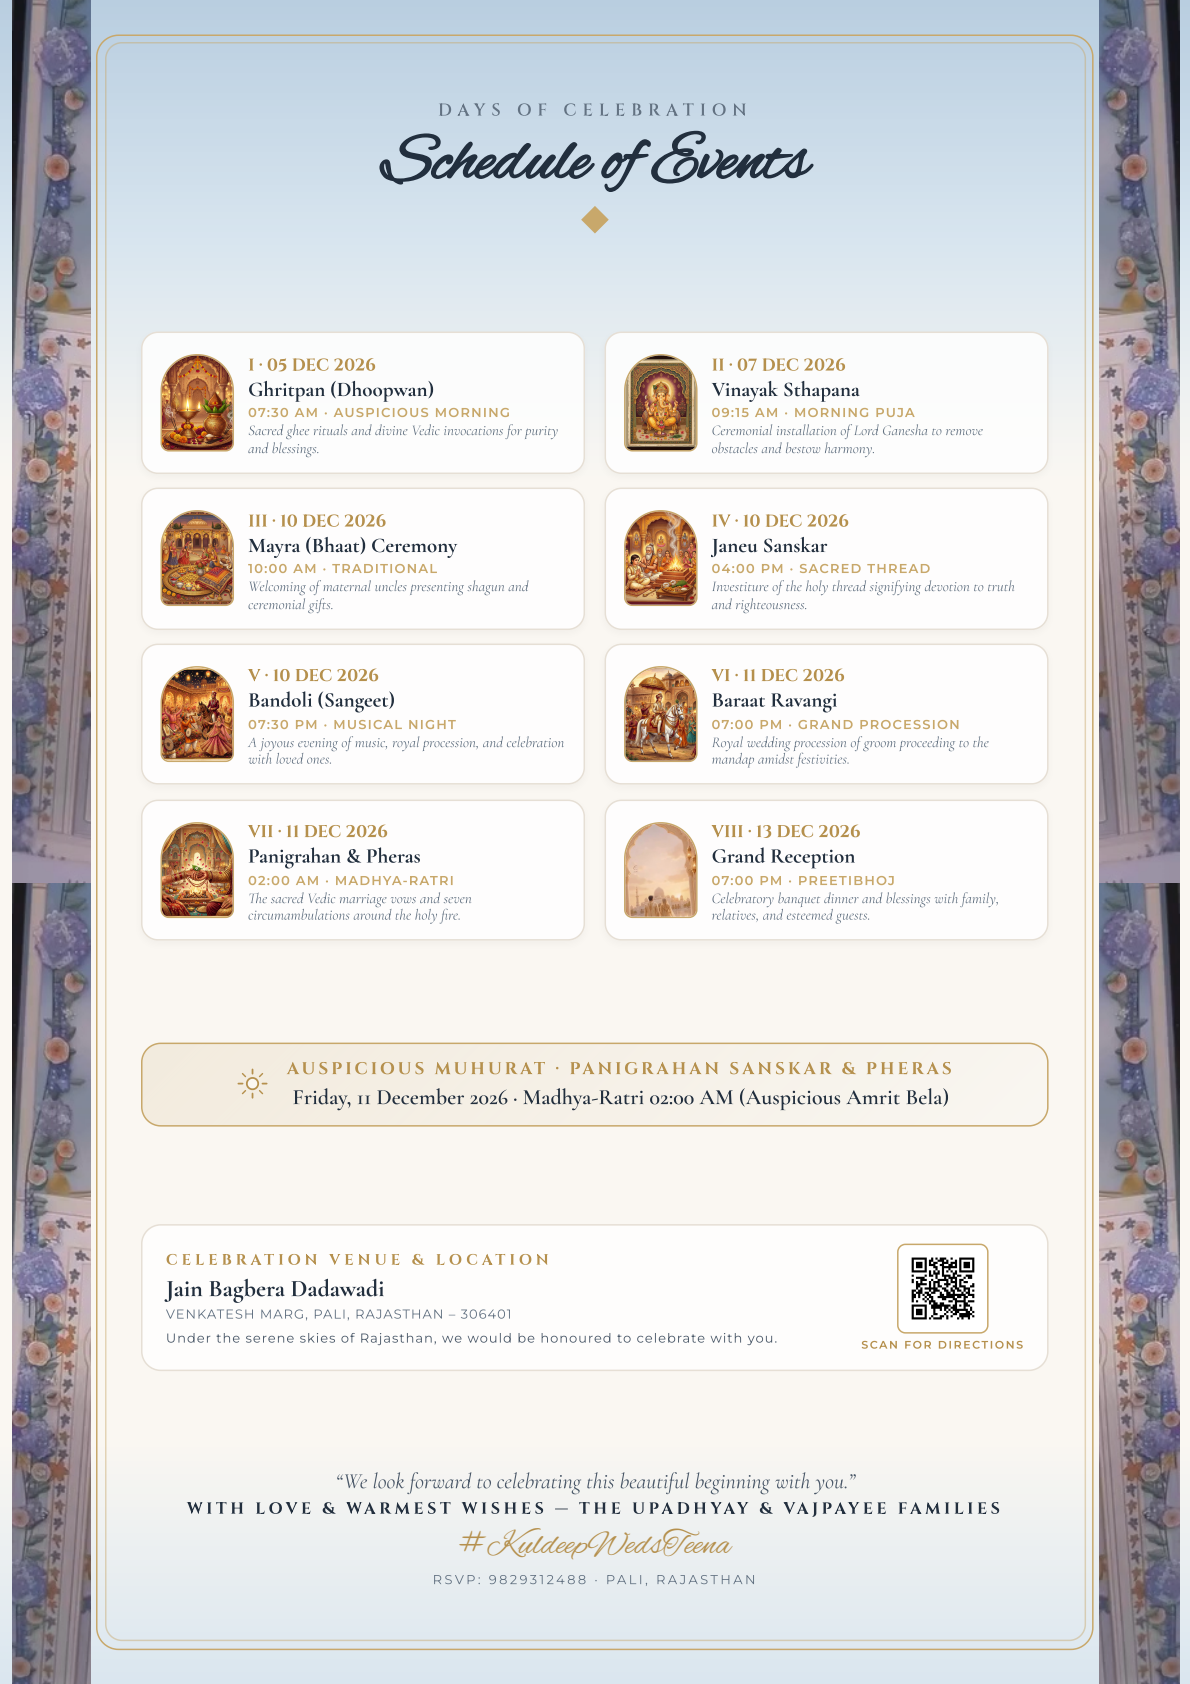 DAYS OF CELEBRATION
Schedule of Events
I · 05 DEC 2026
Ghritpan (Dhoopwan)
07:30 AM · AUSPICIOUS MORNING
Sacred ghee rituals and divine Vedic invocations for purity
and blessings.
II · 07 DEC 2026
Vinayak Sthapana
09:15 AM · MORNING PUJA
Ceremonial installation of Lord Ganesha to remove
obstacles and bestow harmony.
III · 10 DEC 2026
Mayra (Bhaat) Ceremony
10:00 AM · TRADITIONAL
Welcoming of maternal uncles presenting shagun and
ceremonial gifts.
IV · 10 DEC 2026
Janeu Sanskar
04:00 PM · SACRED THREAD
Investiture of the holy thread signifying devotion to truth
and righteousness.
V · 10 DEC 2026
Bandoli (Sangeet)
07:30 PM · MUSICAL NIGHT
A joyous evening of music, royal procession, and celebration
with loved ones.
VI · 11 DEC 2026
Baraat Ravangi
07:00 PM · GRAND PROCESSION
Royal wedding procession of groom proceeding to the
mandap amidst festivities.
VII · 11 DEC 2026
Panigrahan & Pheras
02:00 AM · MADHYA-RATRI
The sacred Vedic marriage vows and seven
circumambulations around the holy fire.
VIII · 13 DEC 2026
Grand Reception
07:00 PM · PREETIBHOJ
Celebratory banquet dinner and blessings with family,
relatives, and esteemed guests.
AUSPICIOUS MUHURAT · PANIGRAHAN SANSKAR & PHERAS
Friday, 11 December 2026 · Madhya-Ratri 02:00 AM (Auspicious Amrit Bela)
CELEBRATION VENUE & LOCATION
Jain Bagbera Dadawadi
VENKATESH MARG, PALI, RAJASTHAN – 306401
Under the serene skies of Rajasthan, we would be honoured to celebrate with you.
SCAN FOR DIRECTIONS
“We look forward to celebrating this beautiful beginning with you.”
WITH LOVE & WARMEST WISHES — THE UPADHYAY & VAJPAYEE FAMILIES
#KuldeepWedsTeena
RSVP: 9829312488 · PALI, RAJASTHAN